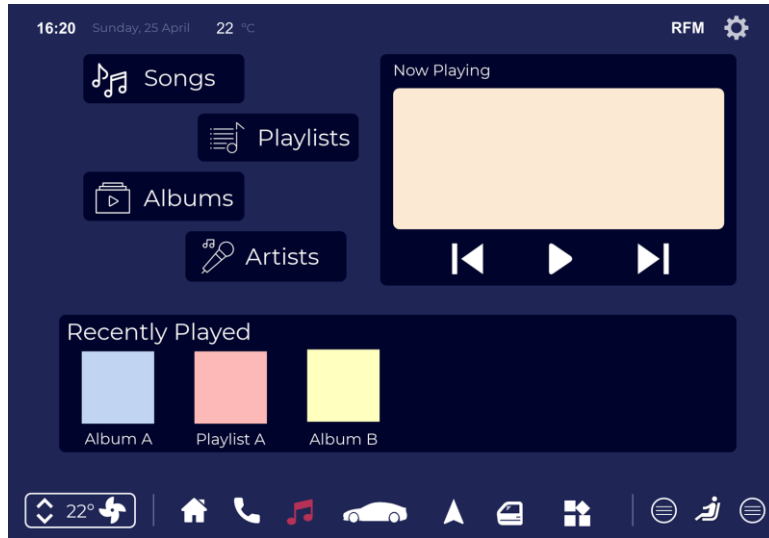 16:20 Sunday, 25 April 22 °C RFM
Songs
Playlists
Albums
Artists
Now Playing
Recently Played
Album A Playlist A Album B
22°